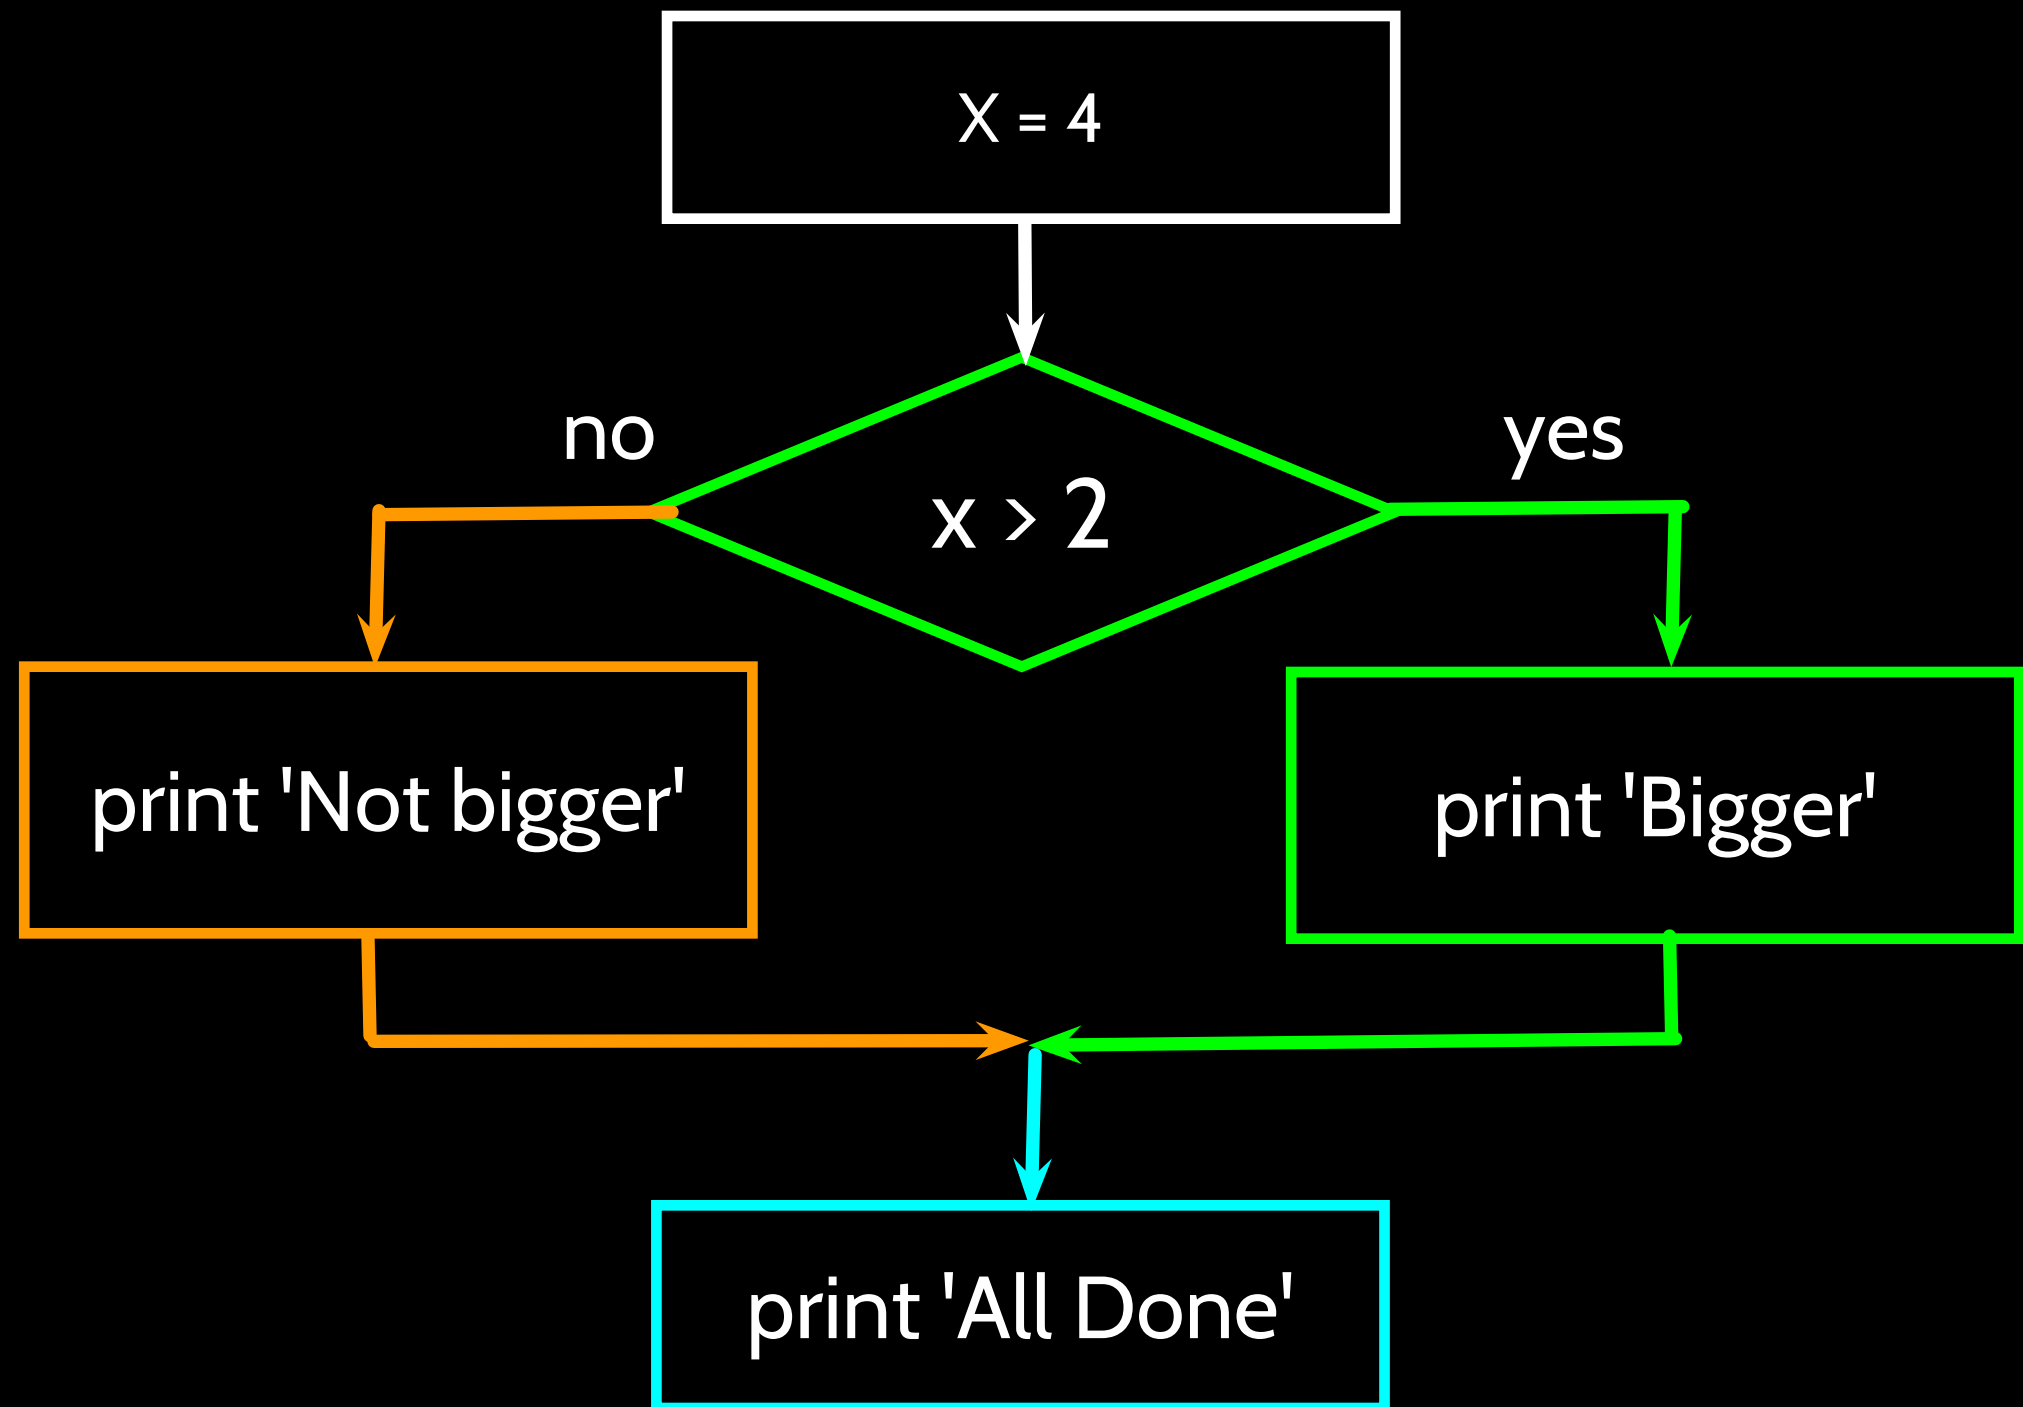 X = 4
no
yes
x > 2
print 'Not bigger'
print 'Bigger'
print 'All Done'